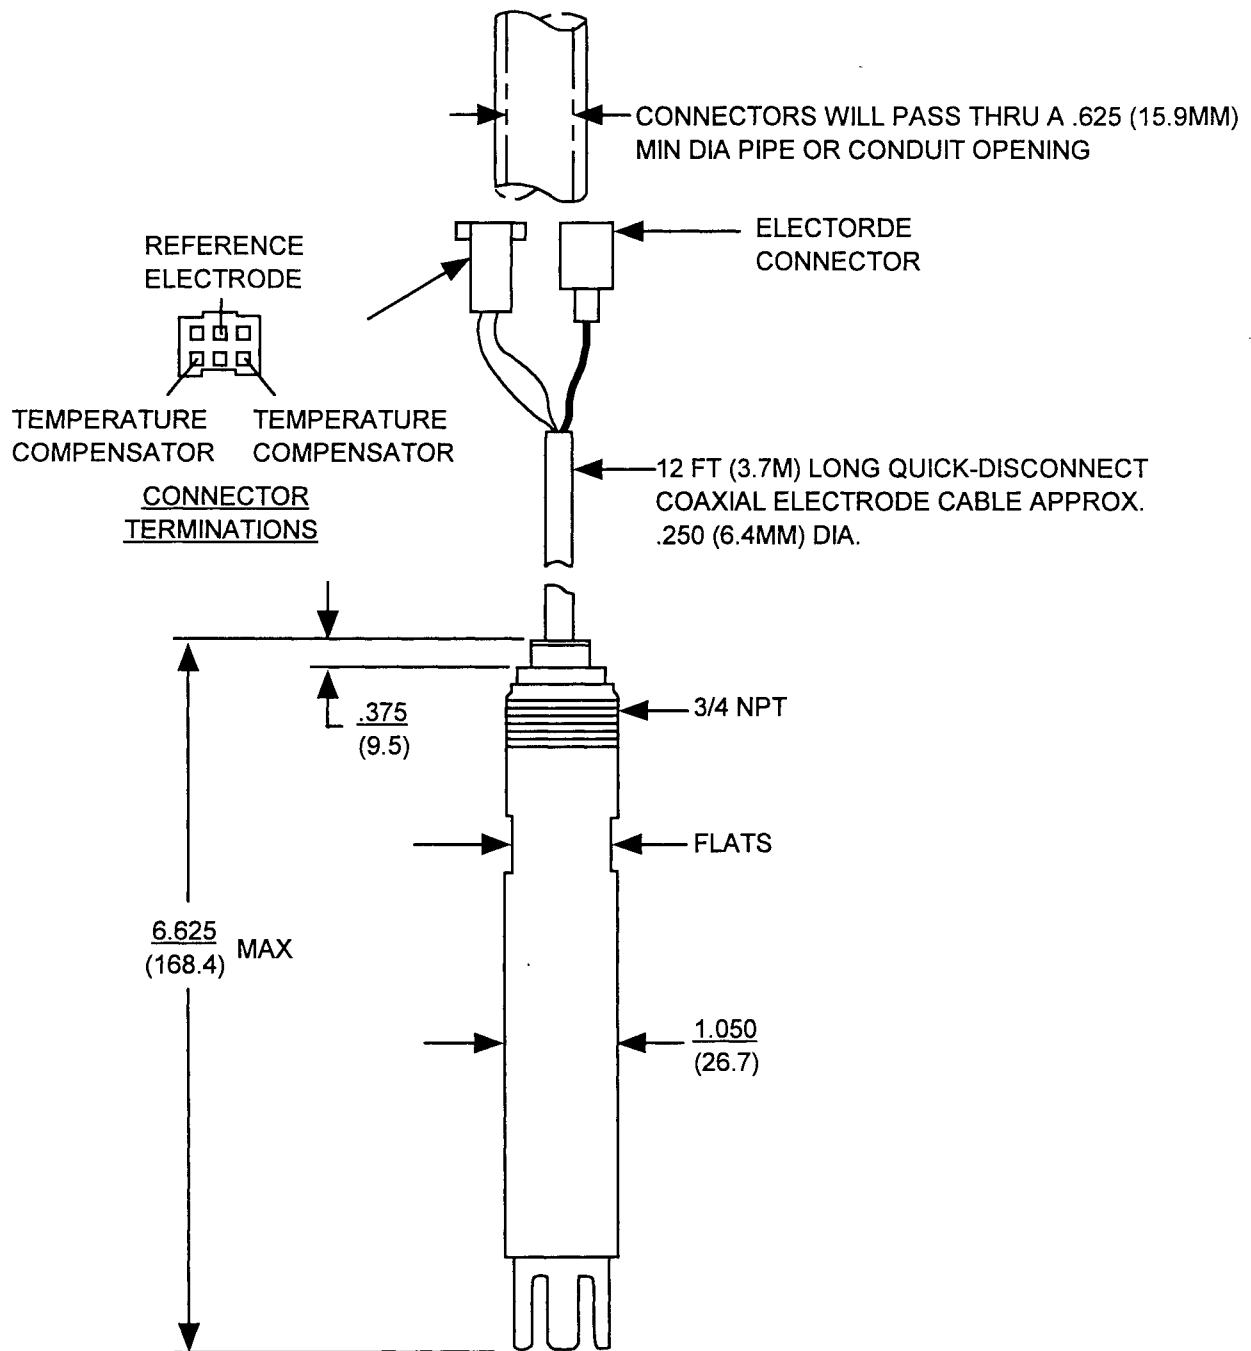 CONNECTORS WILL PASS THRU A .625 (15.9MM)
MIN DIA PIPE OR CONDUIT OPENING
ELECTORDE
CONNECTOR
REFERENCE
ELECTRODE
TEMPERATURE
COMPENSATOR
TEMPERATURE
COMPENSATOR
CONNECTOR
TERMINATIONS
12 FT (3.7M) LONG QUICK-DISCONNECT
COAXIAL ELECTRODE CABLE APPROX.
.250 (6.4MM) DIA.
.375
(9.5)
3/4 NPT
FLATS
6.625
(168.4)
MAX
1.050
(26.7)